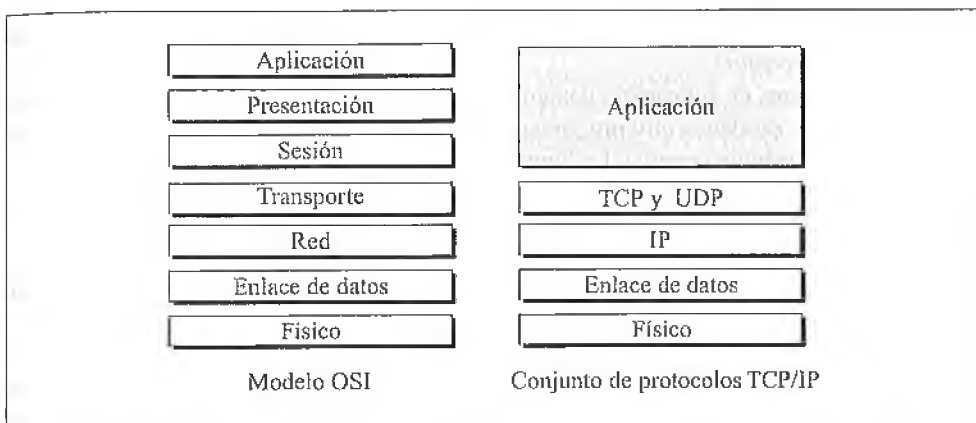 Aplicación
Presentación
Sesión
Transporte
Red
Enlace de datos
Físico
Modelo OSI
Aplicación
TCP y UDP
IP
Enlace de datos
Físico
Conjunto de protocolos TCP/IP